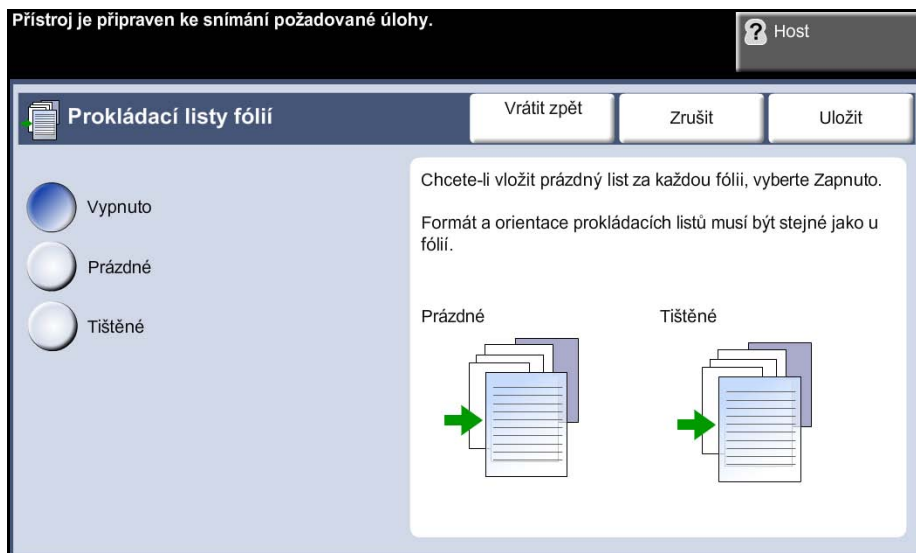 Přístroj je připraven ke snímání požadované úlohy.
Host
Prokládací listy fólií
Vrátit zpět
Zrušit
Uložit
Vypnuto
Prázdné
Tištěné
Chcete-li vložit prázdný list za každou fólii, vyberte Zapnuto.
Formát a orientace prokládacích listů musí být stejné jako u
fólií.
Prázdné
Tištěné